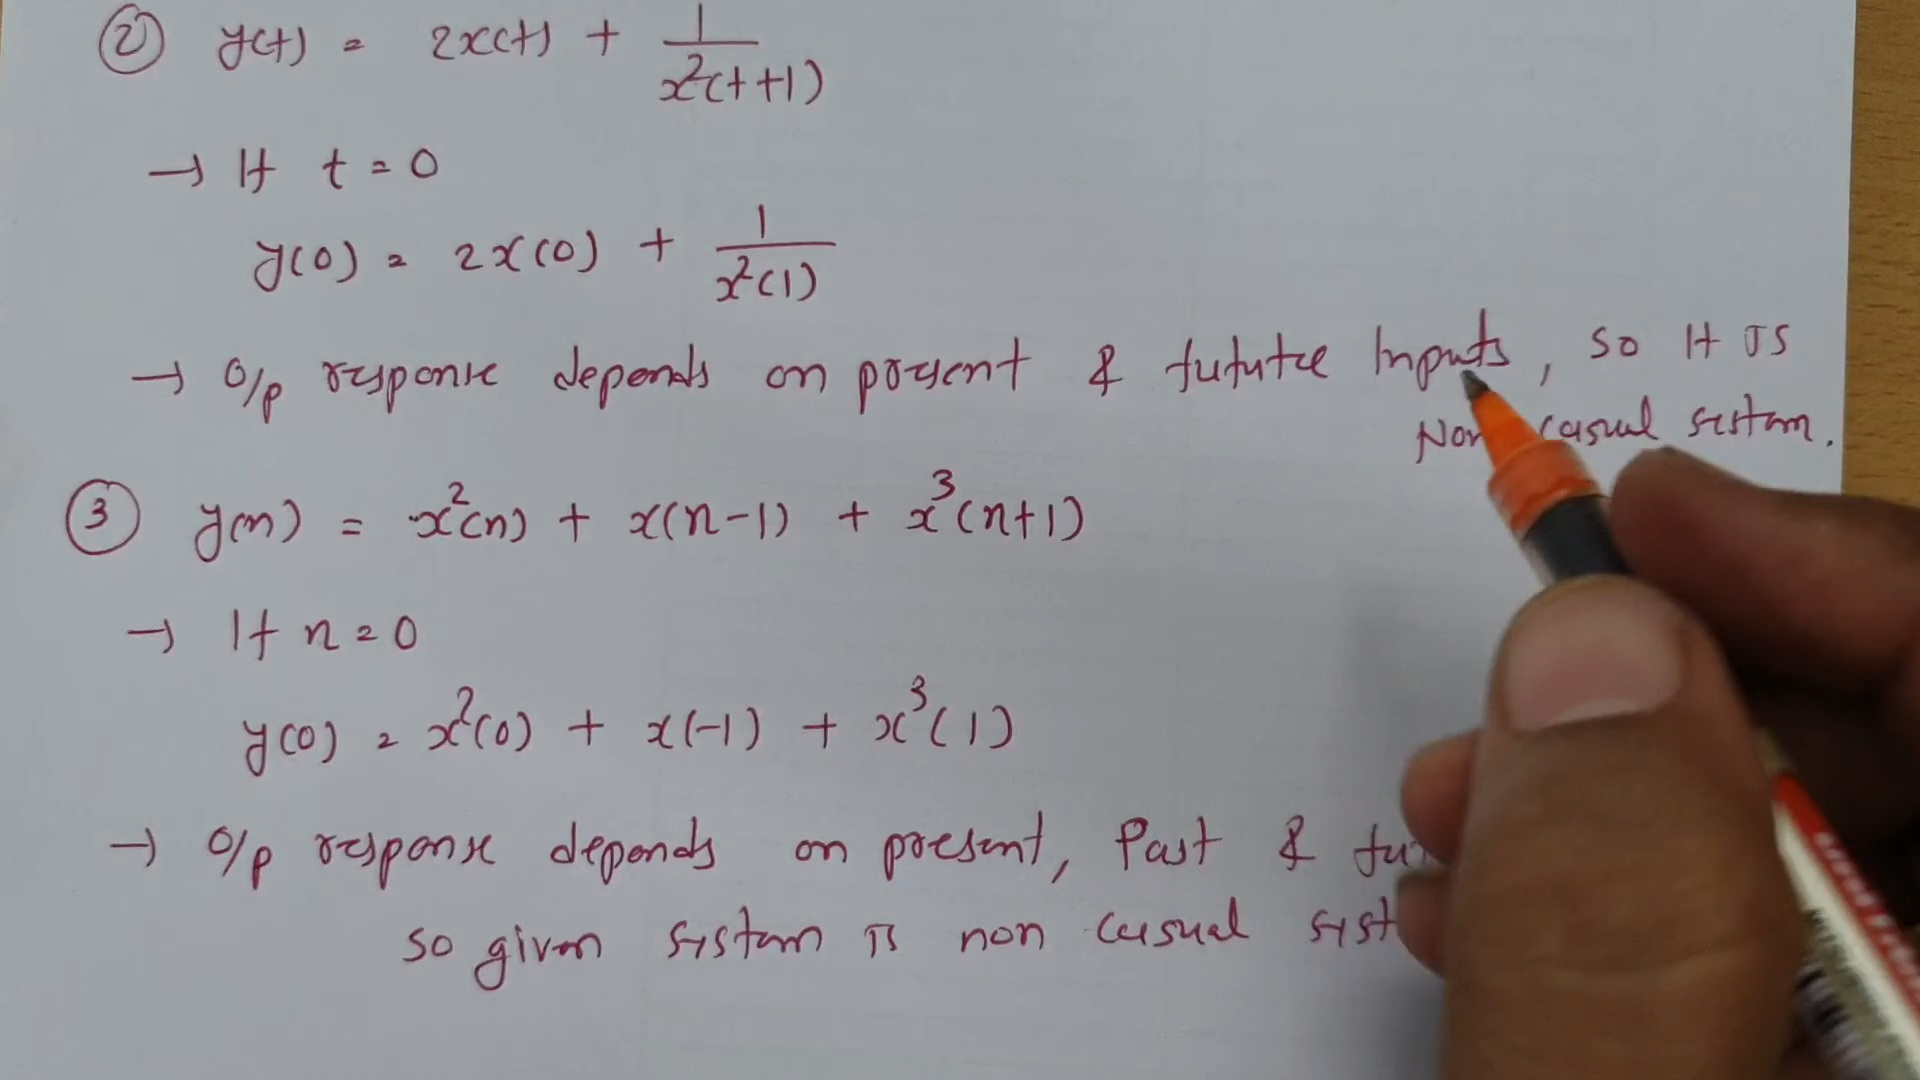 ② y(t) = 2x(t) + 1/x²(t+1)
→ If t = 0
y(0) = 2x(0) + 1/x²(1)
→ O/p response depends on present & future Inputs, so It is
Non casual system.
③ y(n) = x²(n) + x(n-1) + x³(n+1)
→ If n = 0
y(0) = x²(0) + x(-1) + x³(1)
→ O/p response depends on present, Past & fu
so given system is non casual syst